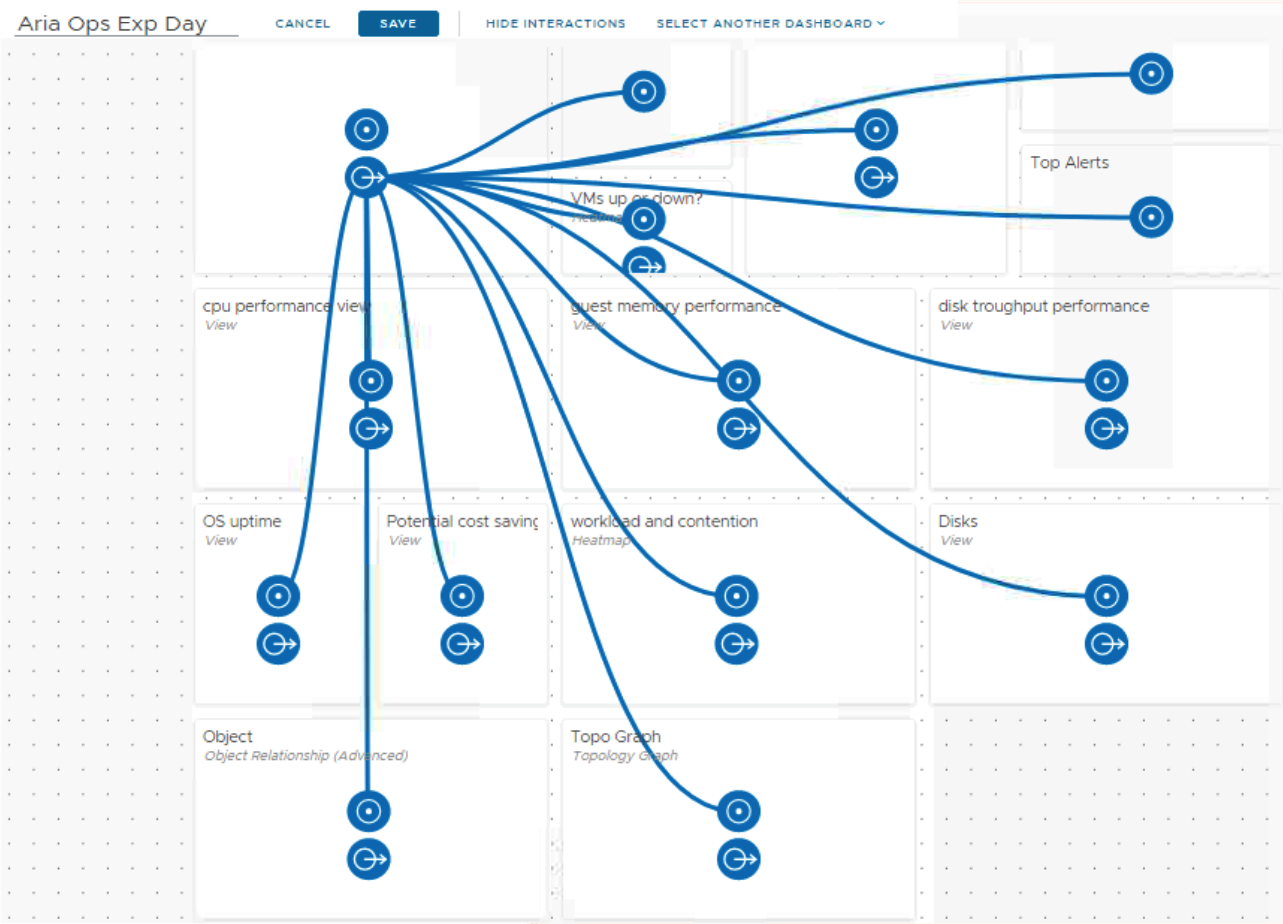 Aria Ops Exp Day CANCEL SAVE HIDE INTERACTIONS SELECT ANOTHER DASHBOARD
Top Alerts
VMs up or down?
Heatmap
cpu performance view guest memory performance disk troughput performance
View View View
OS uptime Potential cost saving workload and contention Disks
View View Heatmap View
Object Topo Graph
Object Relationship (Advanced) Topology Graph